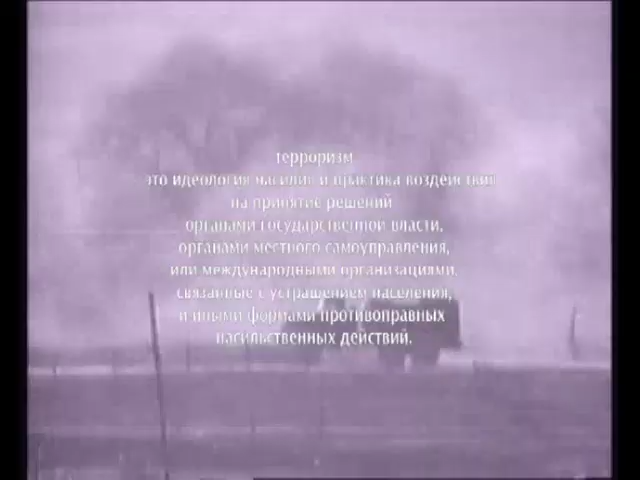 терроризм
это идеология насилия и практика воздействия
на принятие решений
органами государственной власти,
органами местного самоуправления,
или международными организациями,
связанные с устрашением населения,
и иными формами противоправных
насильственных действий.